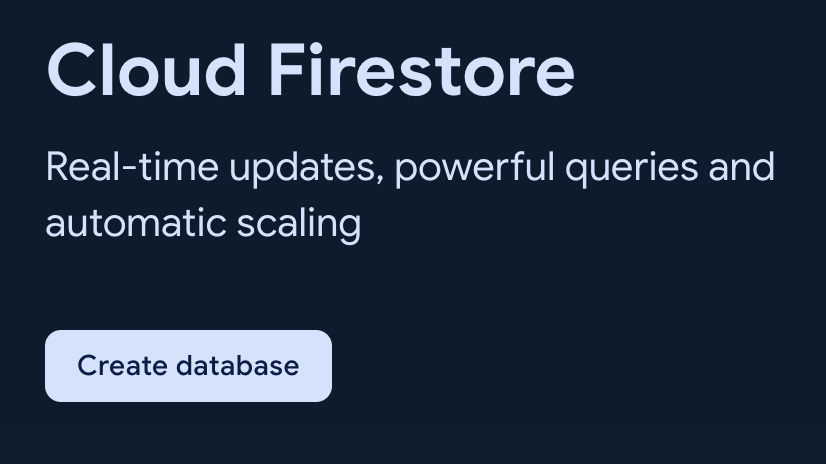 Cloud Firestore
Real-time updates, powerful queries and
automatic scaling
Create database